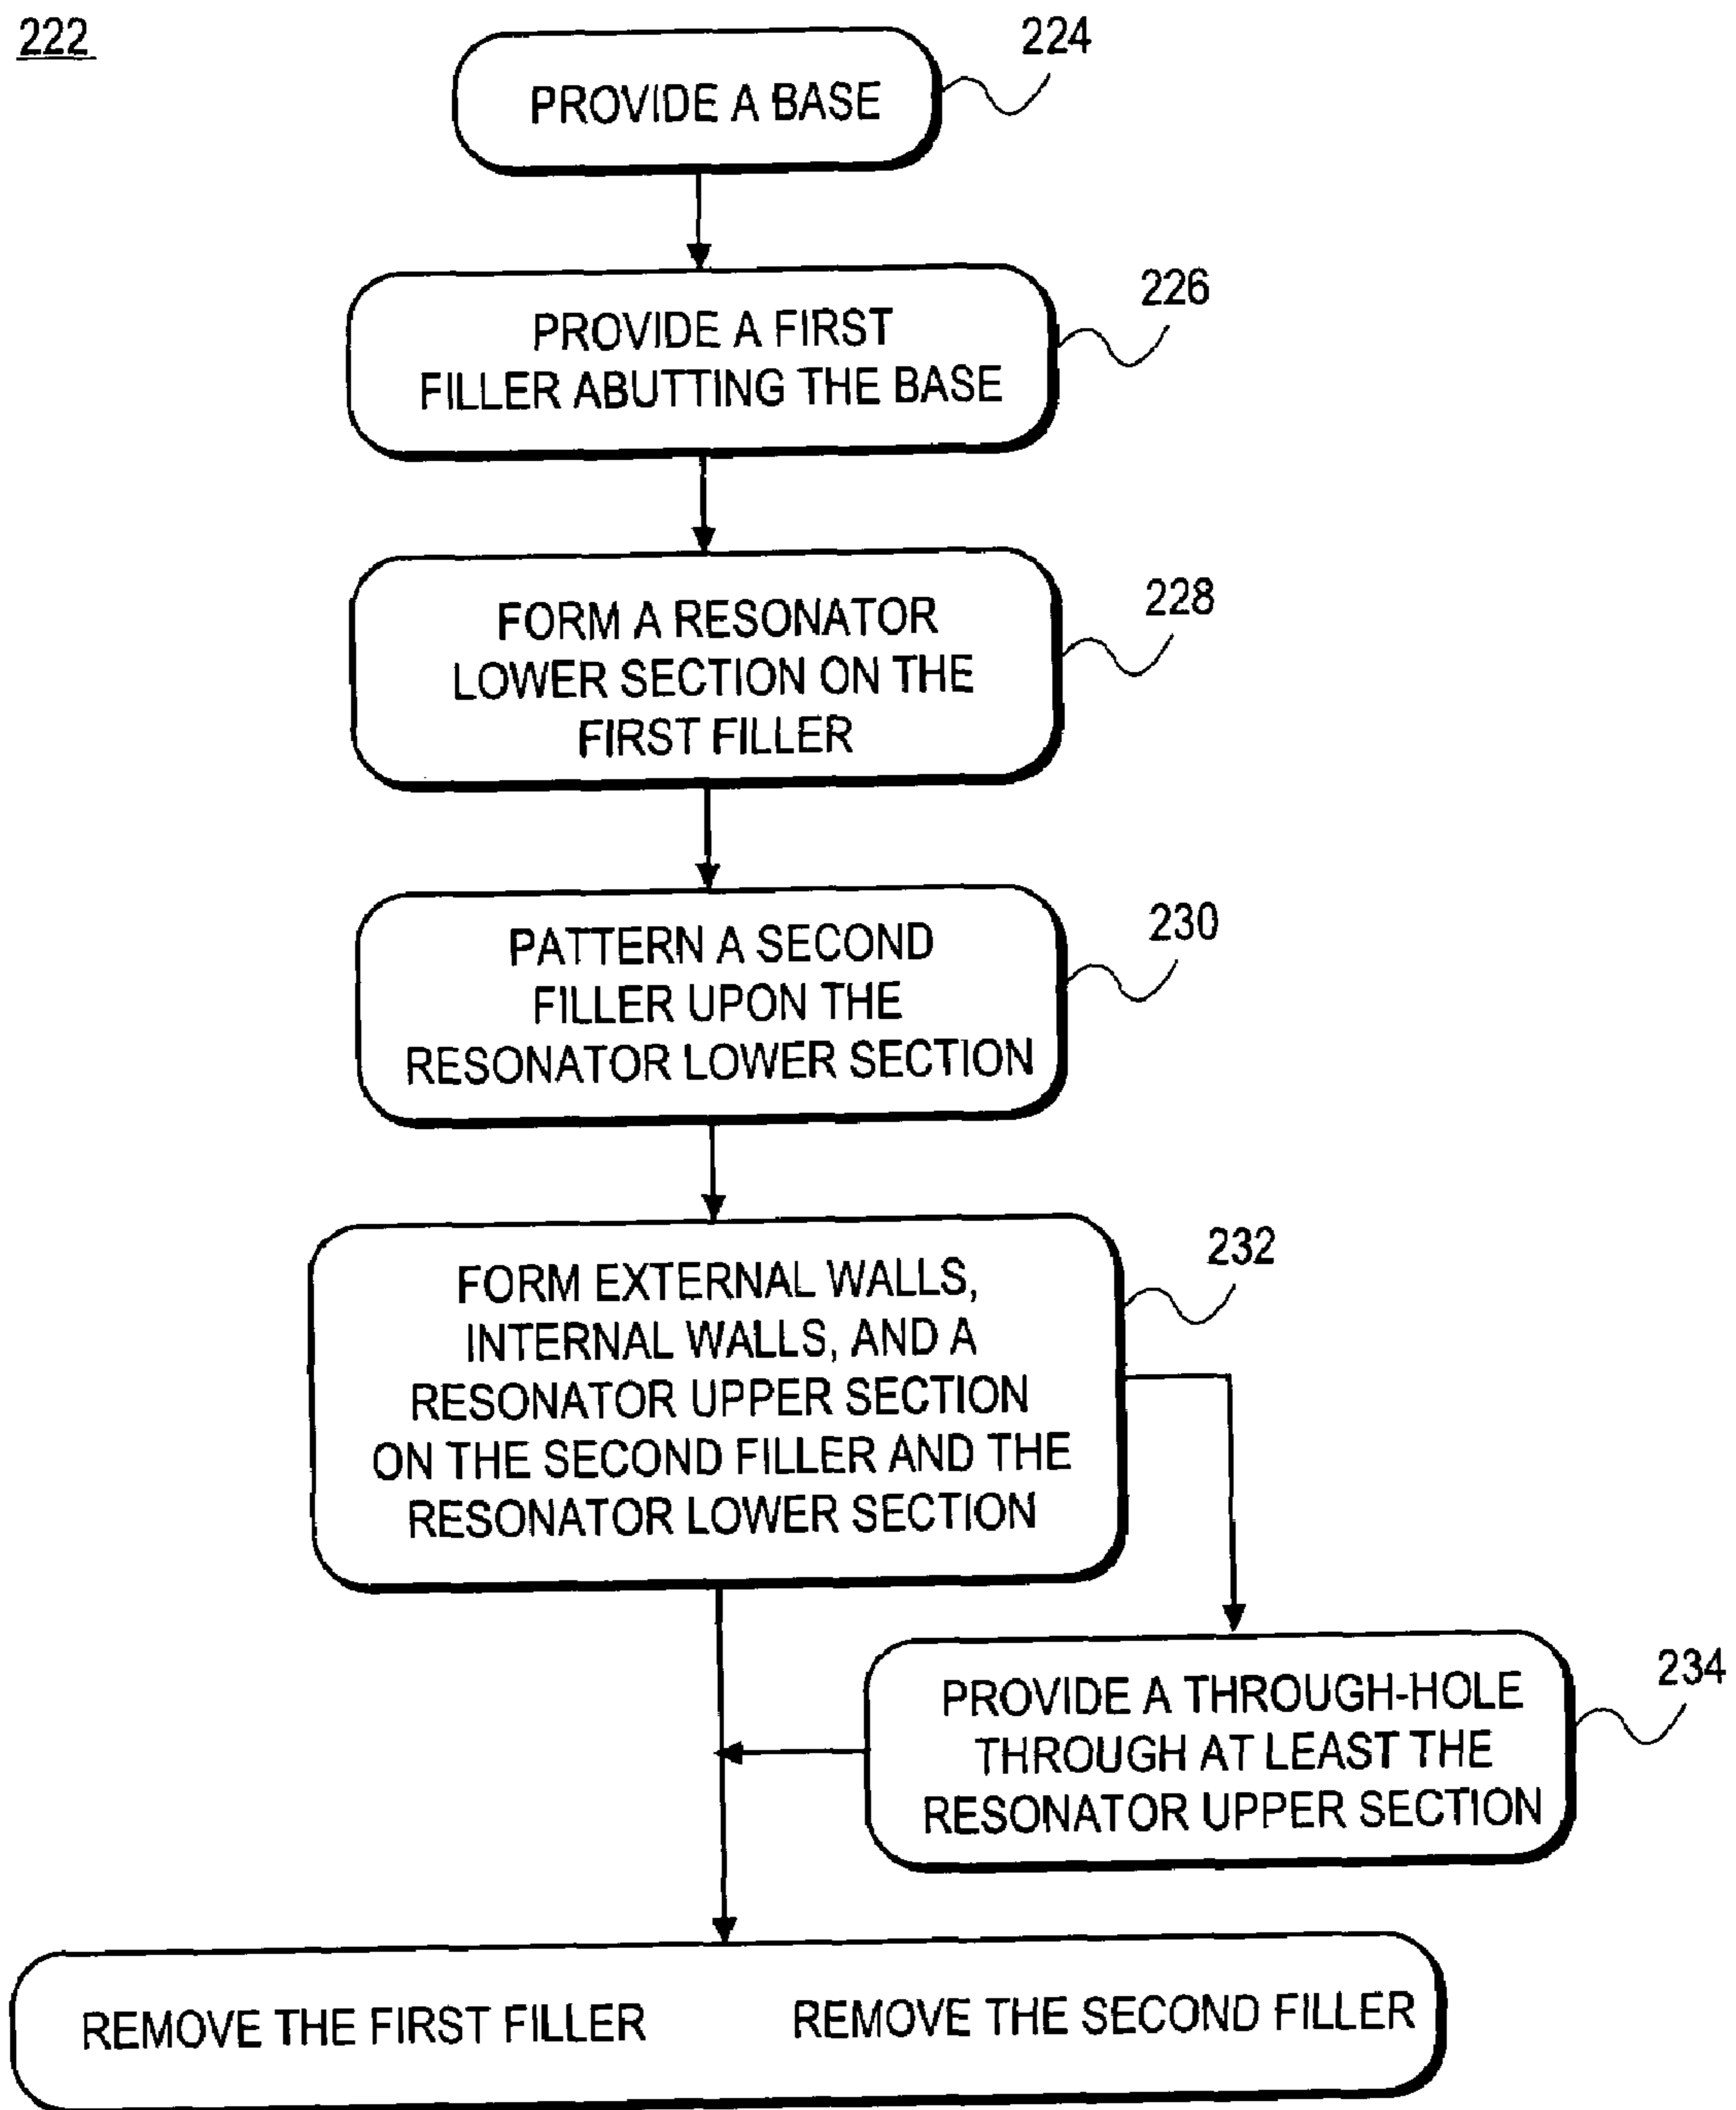 222
224
PROVIDE A BASE
226
PROVIDE A FIRST
FILLER ABUTTING THE BASE
228
FORM A RESONATOR
LOWER SECTION ON THE
FIRST FILLER
230
PATTERN A SECOND
FILLER UPON THE
RESONATOR LOWER SECTION
232
FORM EXTERNAL WALLS,
INTERNAL WALLS, AND A
RESONATOR UPPER SECTION
ON THE SECOND FILLER AND THE
RESONATOR LOWER SECTION
234
PROVIDE A THROUGH-HOLE
THROUGH AT LEAST THE
RESONATOR UPPER SECTION
REMOVE THE FIRST FILLER
REMOVE THE SECOND FILLER